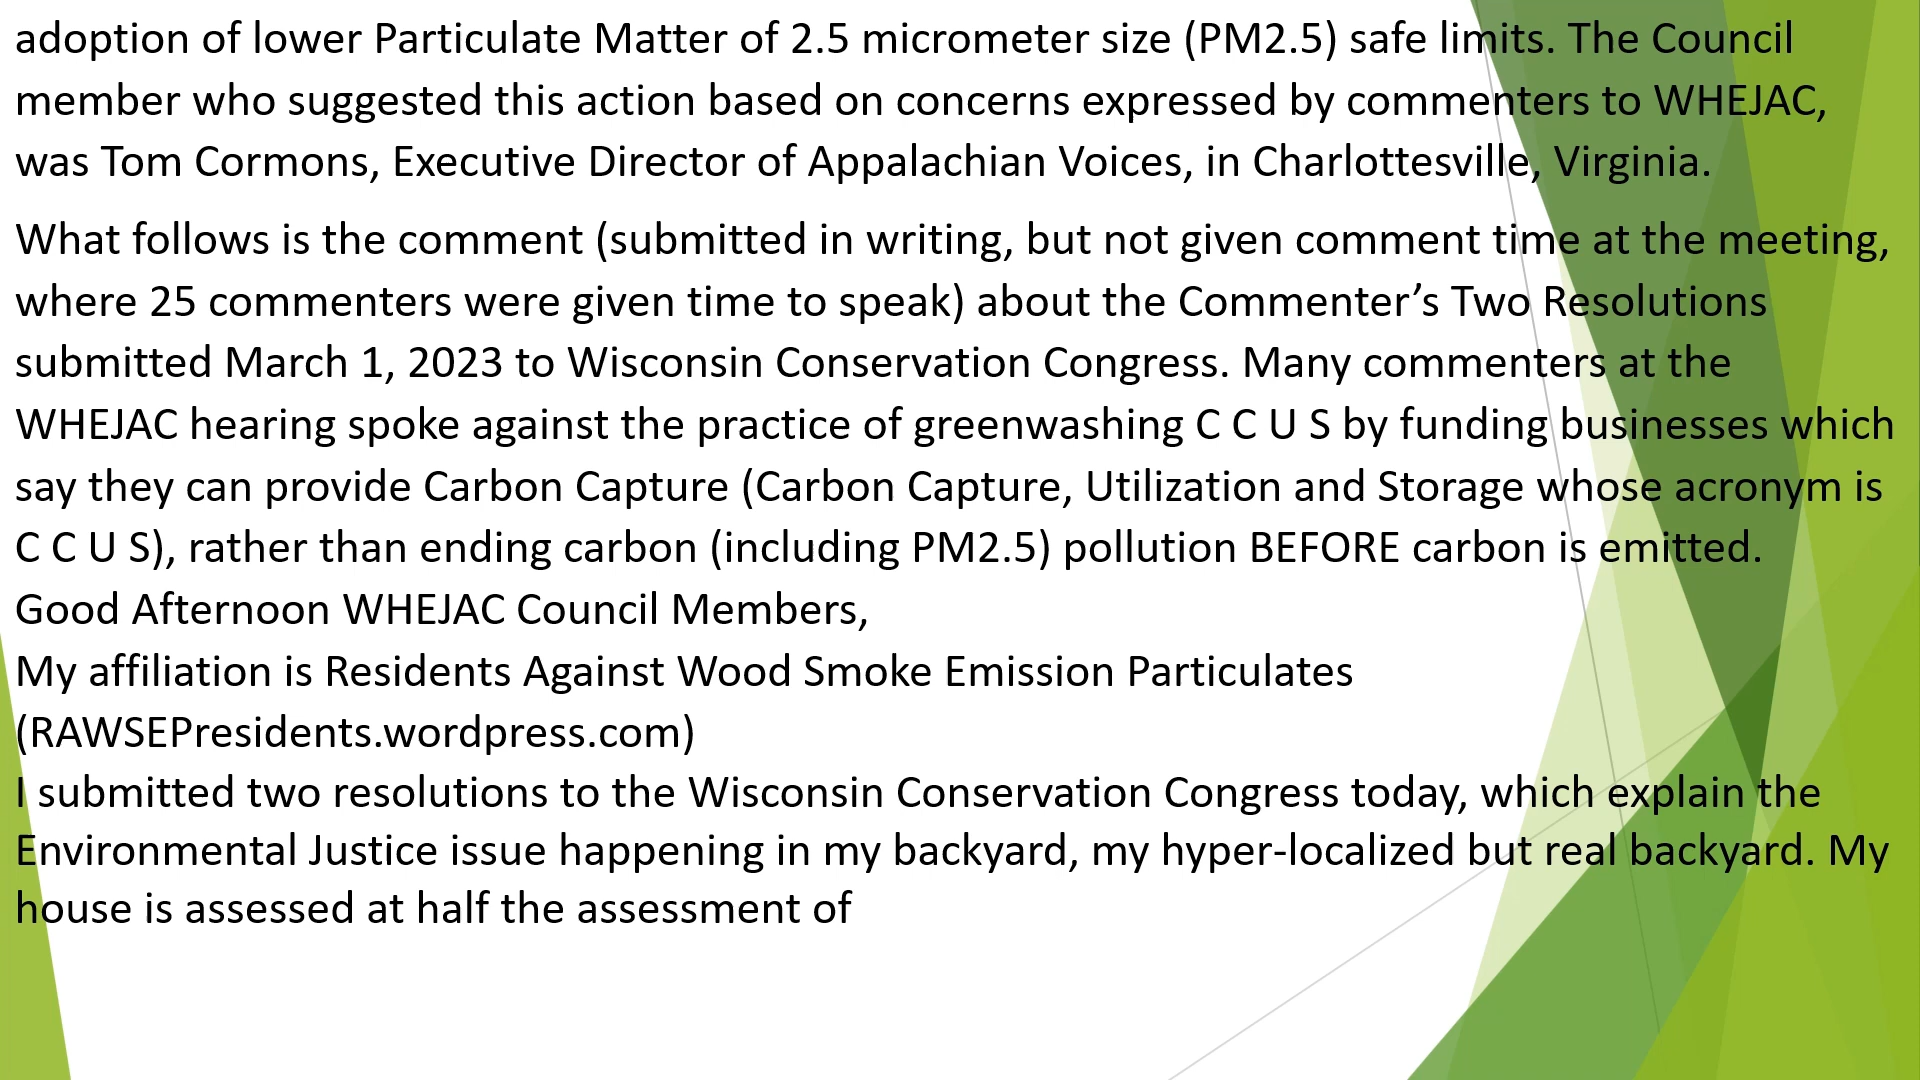 adoption of lower Particulate Matter of 2.5 micrometer size (PM2.5) safe limits. The Council
member who suggested this action based on concerns expressed by commenters to WHEJAC,
was Tom Cormons, Executive Director of Appalachian Voices, in Charlottesville, Virginia.
What follows is the comment (submitted in writing, but not given comment time at the meeting,
where 25 commenters were given time to speak) about the Commenter’s Two Resolutions
submitted March 1, 2023 to Wisconsin Conservation Congress. Many commenters at the
WHEJAC hearing spoke against the practice of greenwashing C C U S by funding businesses which
say they can provide Carbon Capture (Carbon Capture, Utilization and Storage whose acronym is
C C U S), rather than ending carbon (including PM2.5) pollution BEFORE carbon is emitted.
Good Afternoon WHEJAC Council Members,
My affiliation is Residents Against Wood Smoke Emission Particulates
(RAWSEPresidents.wordpress.com)
I submitted two resolutions to the Wisconsin Conservation Congress today, which explain the
Environmental Justice issue happening in my backyard, my hyper-localized but real backyard. My
house is assessed at half the assessment of